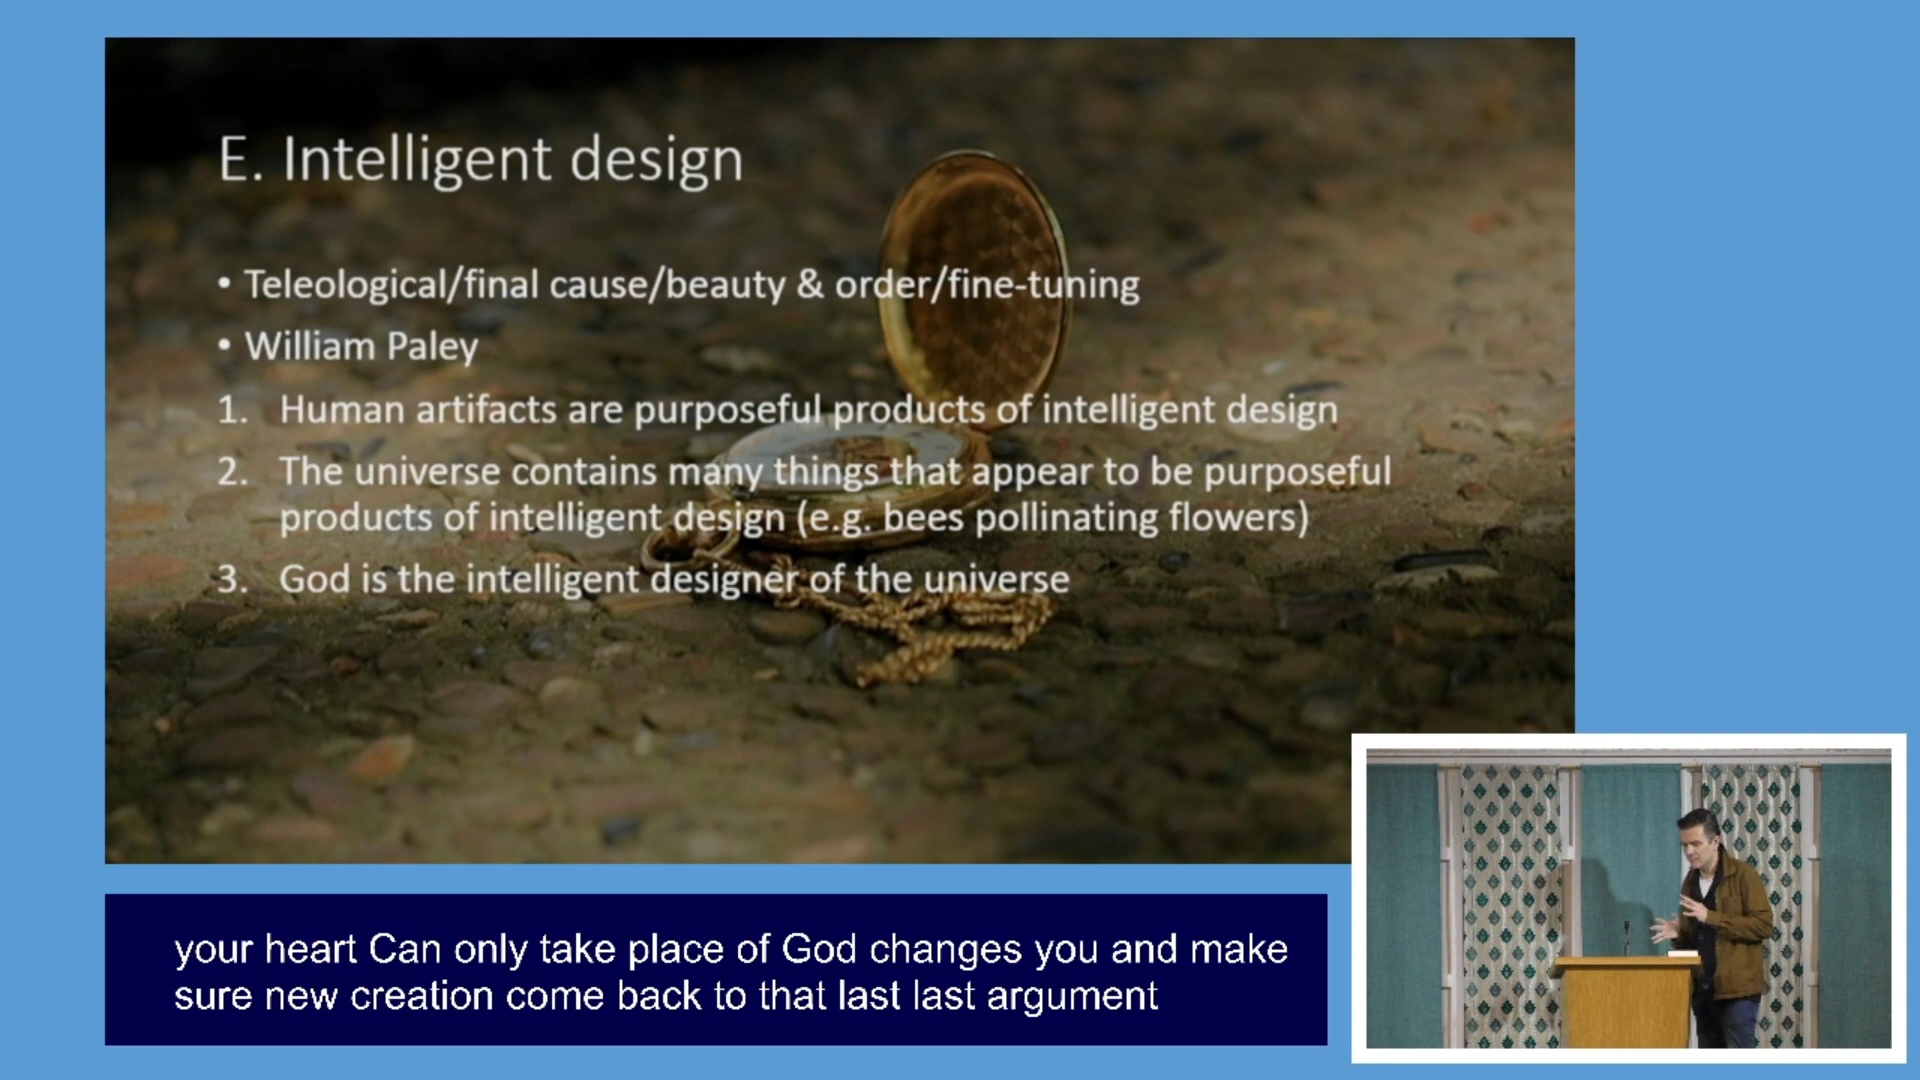 E. Intelligent design
• Teleological/final cause/beauty & order/fine-tuning
• William Paley
1. Human artifacts are purposeful products of intelligent design
2. The universe contains many things that appear to be purposeful
products of intelligent design (e.g. bees pollinating flowers)
3. God is the intelligent designer of the universe
your heart Can only take place of God changes you and make
sure new creation come back to that last last argument